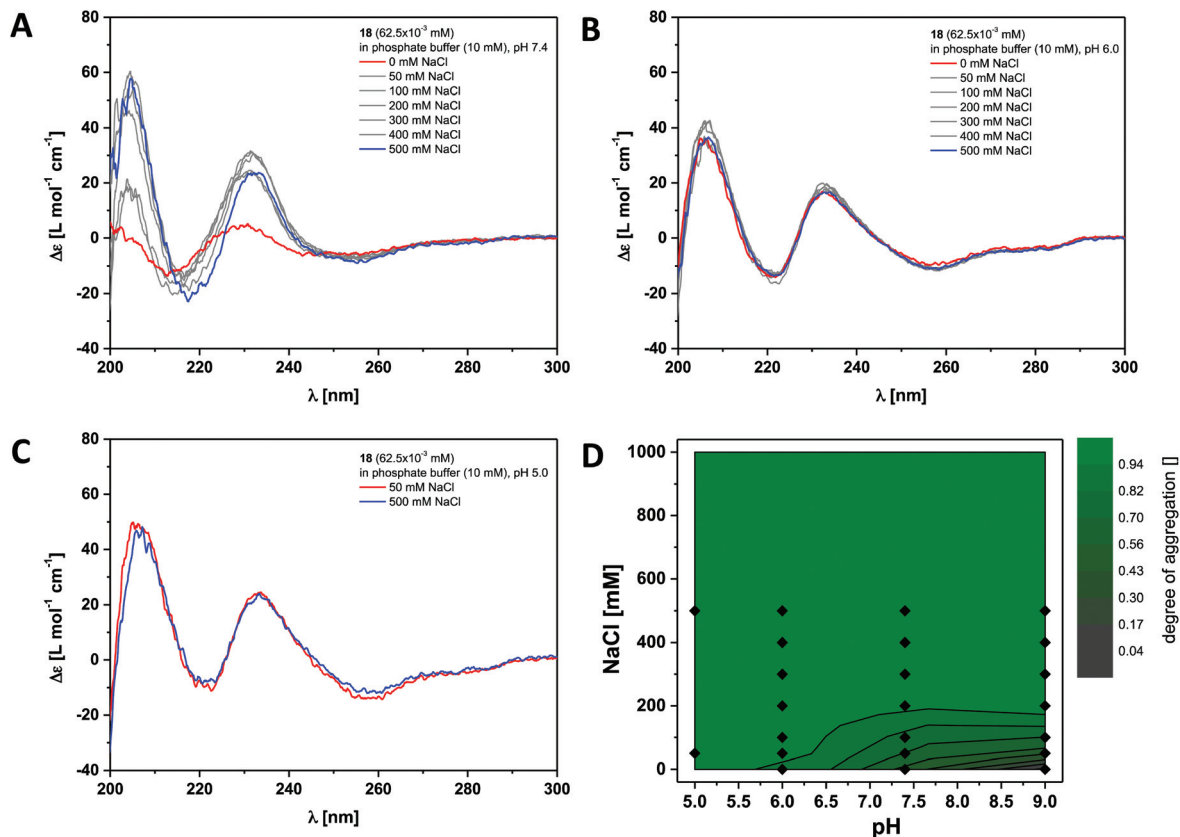 A
18 (62.5x10⁻³ mM)
in phosphate buffer (10 mM), pH 7.4
0 mM NaCl
50 mM NaCl
100 mM NaCl
200 mM NaCl
300 mM NaCl
400 mM NaCl
500 mM NaCl
80
60
40
20
0
-20
-40
Δε [L mol⁻¹ cm⁻¹]
200 220 240 260 280 300
λ [nm]
B
18 (62.5x10⁻³ mM)
in phosphate buffer (10 mM), pH 6.0
0 mM NaCl
50 mM NaCl
100 mM NaCl
200 mM NaCl
300 mM NaCl
400 mM NaCl
500 mM NaCl
80
60
40
20
0
-20
-40
Δε [L mol⁻¹ cm⁻¹]
200 220 240 260 280 300
λ [nm]
C
18 (62.5x10⁻³ mM)
in phosphate buffer (10 mM), pH 5.0
50 mM NaCl
500 mM NaCl
80
60
40
20
0
-20
-40
Δε [L mol⁻¹ cm⁻¹]
200 220 240 260 280 300
λ [nm]
D
1000
800
600
400
200
0
NaCl [mM]
5.0 5.5 6.0 6.5 7.0 7.5 8.0 8.5 9.0
pH
0.94
0.82
0.70
0.56
0.43
0.30
0.17
0.04
degree of aggregation []